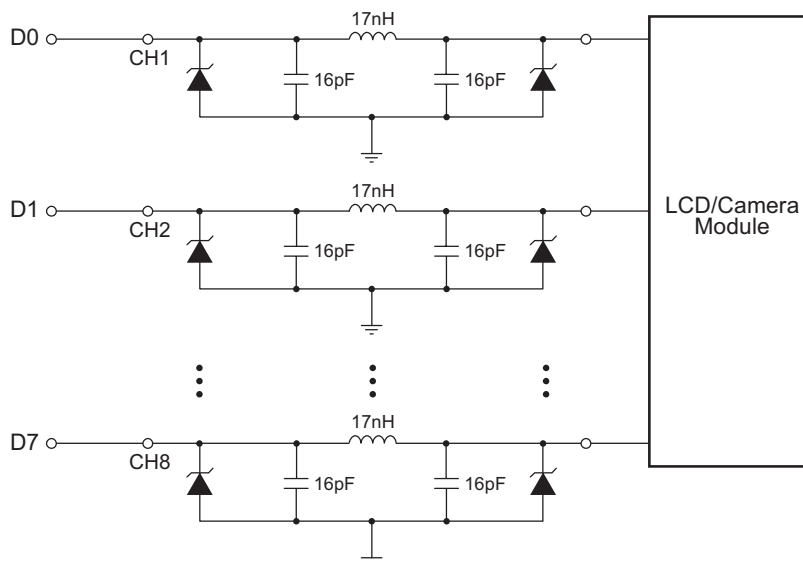 17nH
D0
CH1
16pF
16pF
17nH
D1
CH2
16pF
16pF
LCD/Camera
Module
17nH
D7
CH8
16pF
16pF